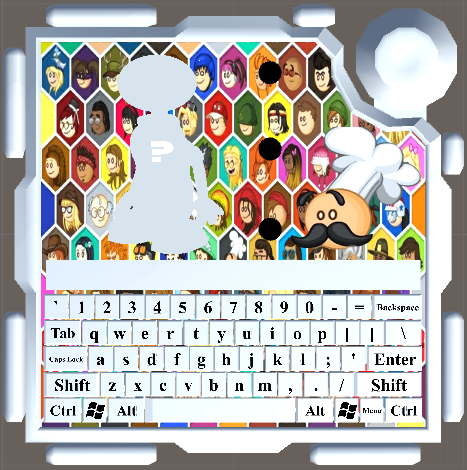 P
` 1 2 3 4 5 6 7 8 9 0 - = Backspace
Tab q w e r t y u i o p | | \
Caps Lock a s d f g h j k l ; ' Enter
Shift z x c v b n m , . / Shift
Ctrl Alt Alt Menu Ctrl